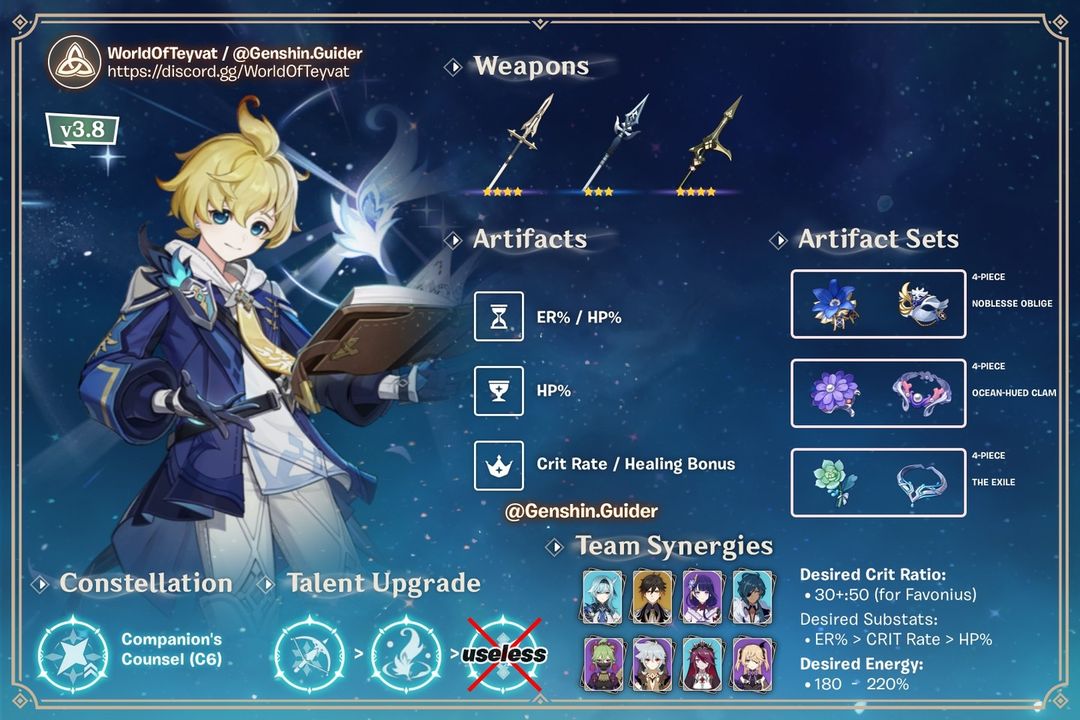 WorldOfTeyvat / @Genshin.Guider
https://discord.gg/WorldOfTeyvat
v3.8
Weapons
Artifacts
ER% / HP%
HP%
Crit Rate / Healing Bonus
@Genshin.Guider
Artifact Sets
4-PIECE
NOBLESSE OBLIGE
4-PIECE
OCEAN-HUED CLAM
4-PIECE
THE EXILE
Constellation
Companion's
Counsel (C6)
Talent Upgrade
> > useless
Team Synergies
Desired Crit Ratio:
• 30+:50 (for Favonius)
Desired Substats:
• ER% > CRIT Rate > HP%
Desired Energy:
• 180 - 220%